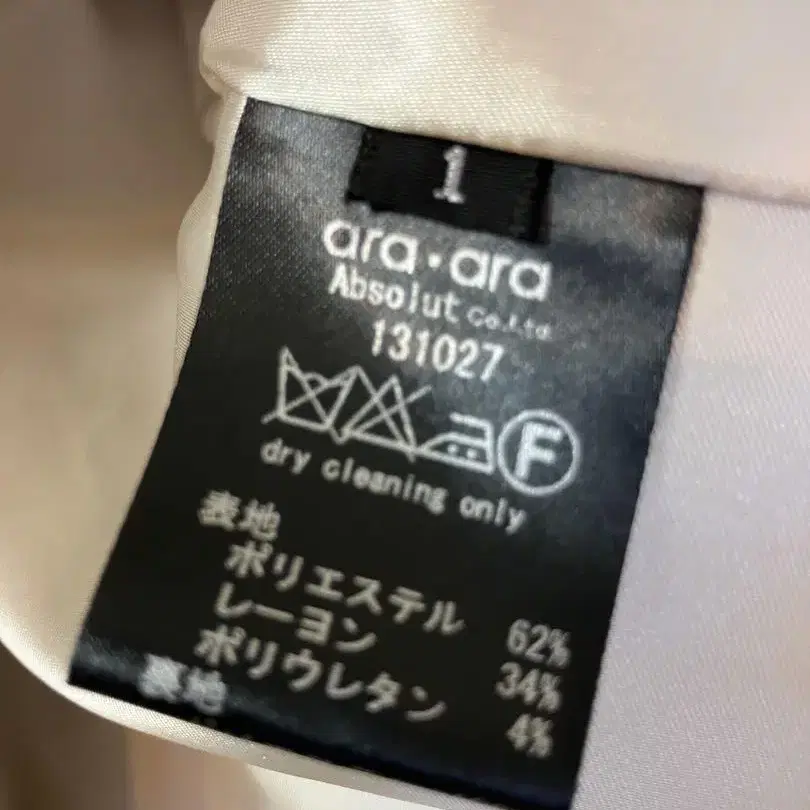 1
ara・ara
Absolut Co.Ltd.
131027
F
dry cleaning only
表地
ポリエステル 62%
レーヨン 34%
ポリウレタン 4%
裏地